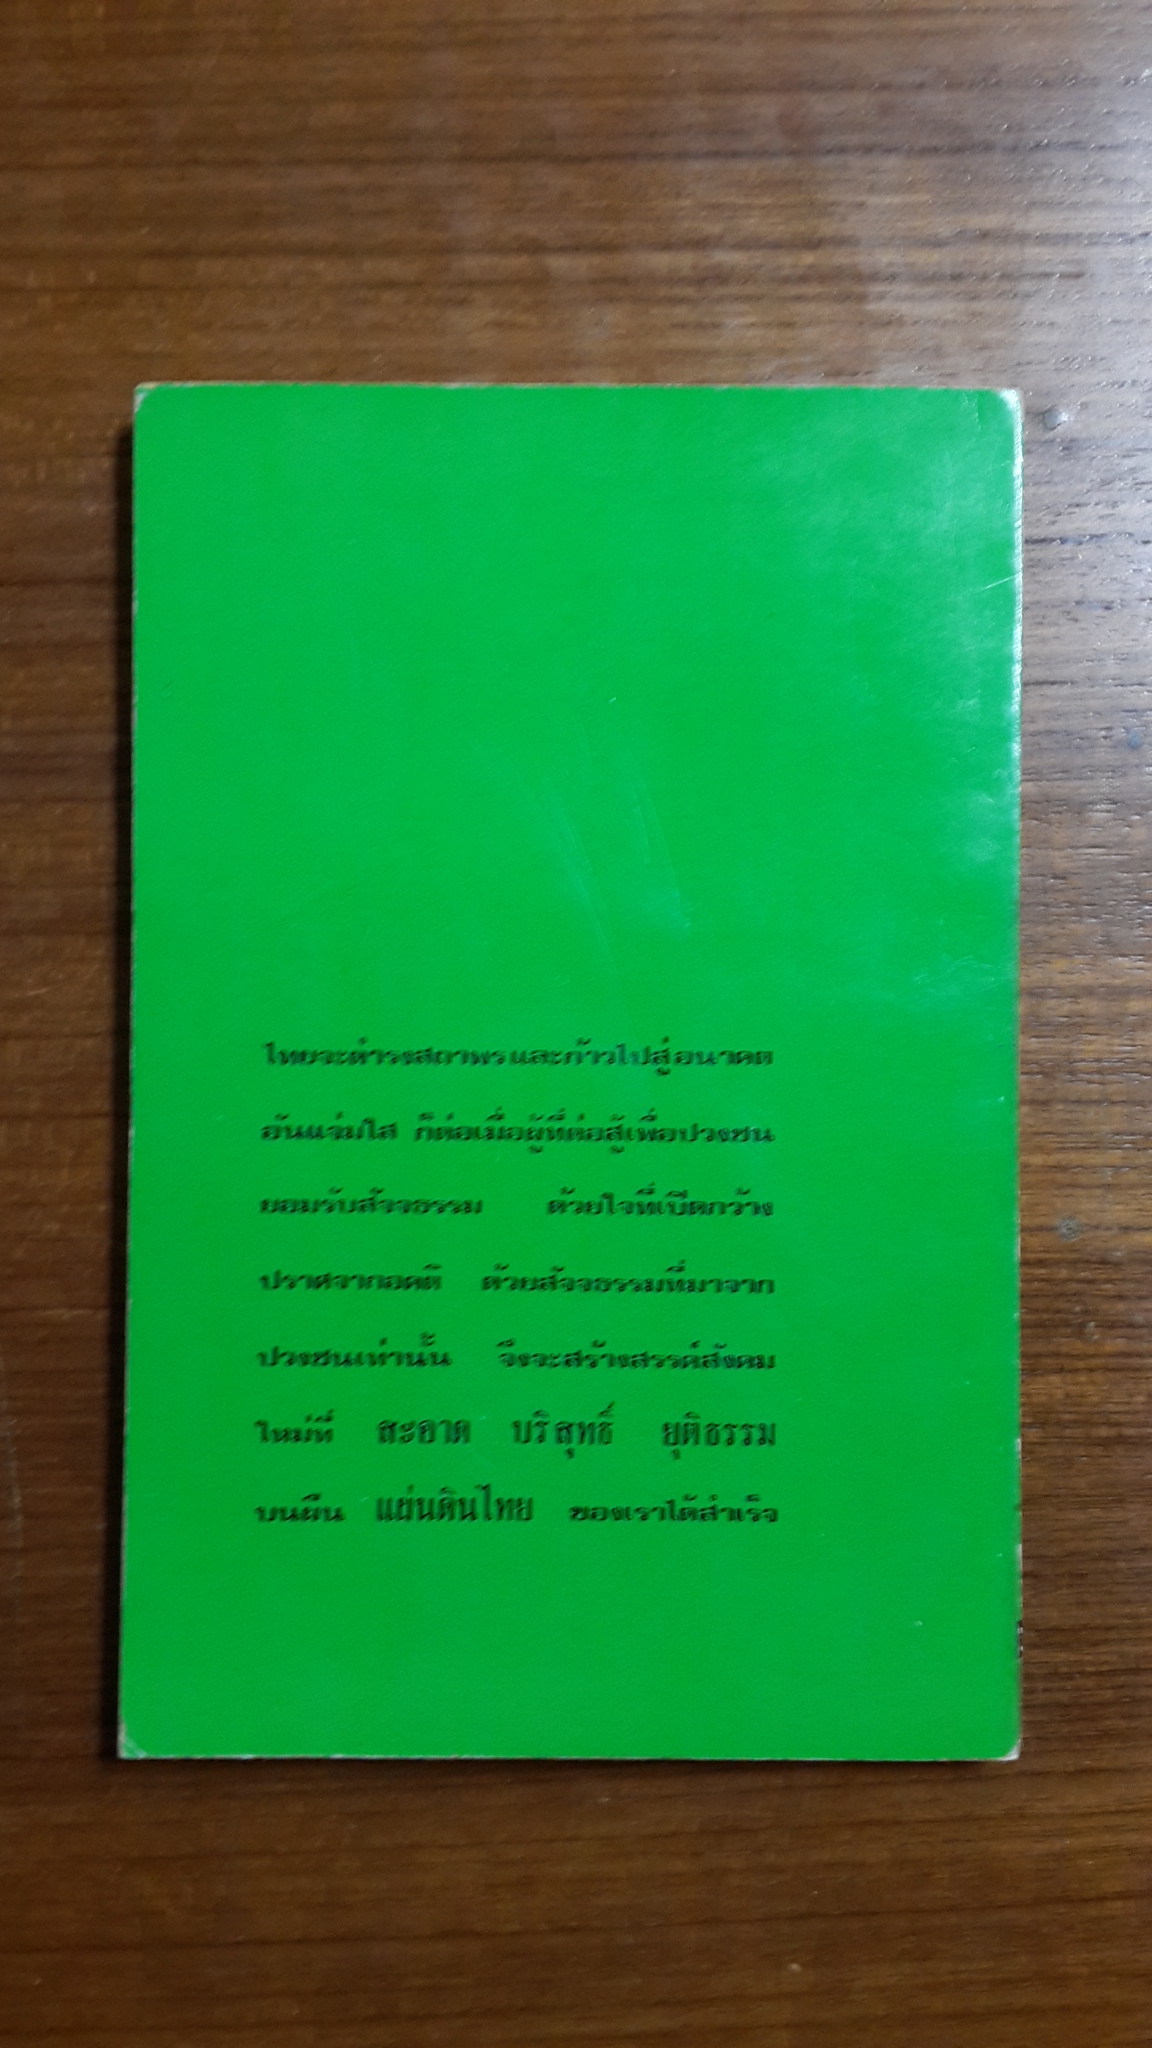 ไทยจะดำรงสถาพรและก้าวไปสู่อนาคต
อันแจ่มใส ก็ต่อเมื่อผู้ที่ต่อสู้เพื่อปวงชน
ยอมรับสัจจธรรม ด้วยใจที่เปิดกว้าง
ปราศจากอคติ ด้วยสัจจธรรมที่มาจาก
ปวงชนเท่านั้น จึงจะสร้างสรรค์สังคม
ใหม่ที่ สะอาด บริสุทธิ์ ยุติธรรม
บนผืน แผ่นดินไทย ของเราได้สำเร็จ